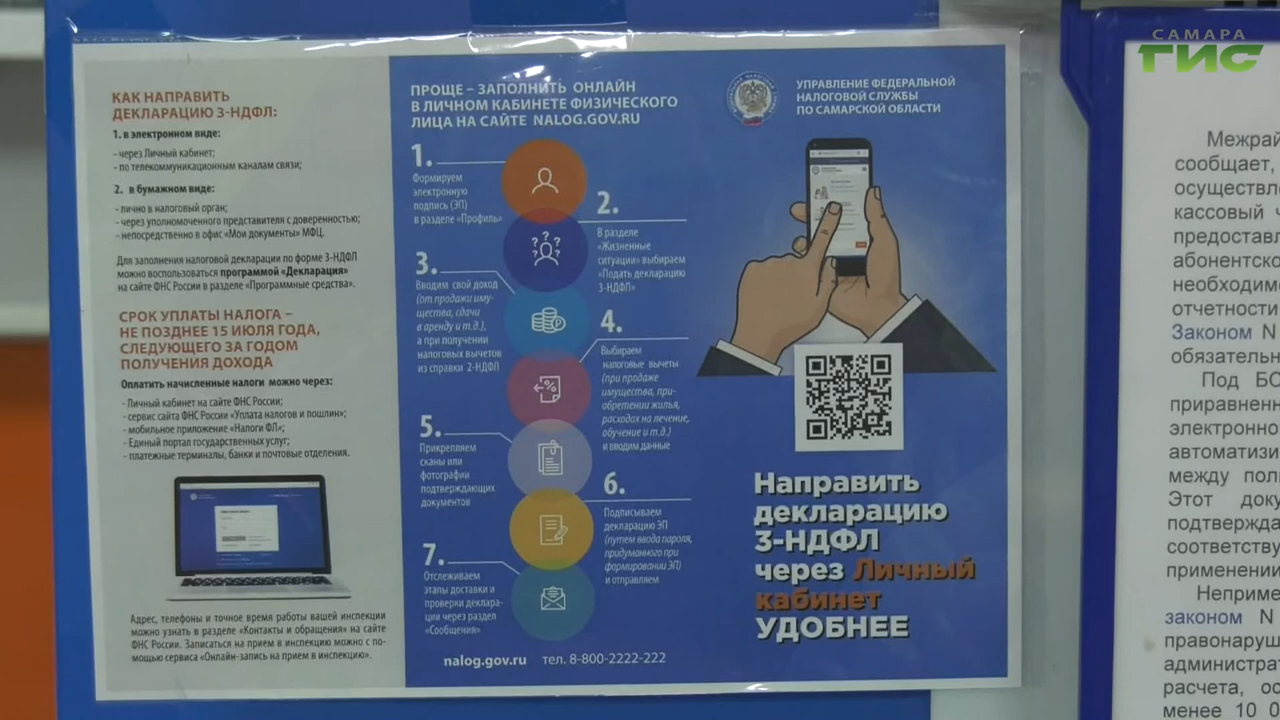 КАК НАПРАВИТЬ
ДЕКЛАРАЦИЮ 3-НДФЛ:
1. в электронном виде:
- через Личный кабинет;
- по телекоммуникационным каналам связи;
2. в бумажном виде:
- лично в налоговый орган;
- через уполномоченного представителя с доверенностью;
- непосредственно в офис «Мои документы» МФЦ.
Для заполнения налоговой декларации по форме 3-НДФЛ
можно воспользоваться программой «Декларация»
на сайте ФНС России в разделе «Программные средства».
СРОК УПЛАТЫ НАЛОГА –
НЕ ПОЗДНЕЕ 15 ИЮЛЯ ГОДА,
СЛЕДУЮЩЕГО ЗА ГОДОМ
ПОЛУЧЕНИЯ ДОХОДА
Оплатить начисленные налоги можно через:
- Личный кабинет на сайте ФНС России;
- сервис сайта ФНС России «Уплата налогов и пошлин»;
- мобильное приложение «Налоги ФЛ»;
- Единый портал государственных услуг;
- платежные терминалы, банки и почтовые отделения.
Адрес, телефоны и точное время работы вашей инспекции
можно узнать в разделе «Контакты и обращения» на сайте
ФНС России. Записаться на прием в инспекцию можно с по-
мощью сервиса «Онлайн-запись на прием в инспекцию».
ПРОЩЕ – ЗАПОЛНИТЬ ОНЛАЙН
В ЛИЧНОМ КАБИНЕТЕ ФИЗИЧЕСКОГО
ЛИЦА НА САЙТЕ NALOG.GOV.RU
1.
Формируем
электронную
подпись (ЭП)
в разделе «Профиль»
2.
В разделе
«Жизненные
ситуации» выбираем
«Подать декларацию
3-НДФЛ»
3.
Вводим свой доход
(от продажи иму-
щества, сдачи
в аренду и т.д.),
а при получении
налоговых вычетов
из справки 2-НДФЛ
4.
Выбираем
налоговые вычеты
(при продаже
имущества, при-
обретении жилья,
расходах на лечение,
обучение и т.д.)
и вводим данные
5.
Прикрепляем
сканы или
фотографии
подтверждающих
документов
6.
Подписываем
декларацию ЭП
(путем ввода пароля,
придуманного при
формировании ЭП)
и отправляем
7.
Отслеживаем
этапы доставки и
проверки деклара-
ции через раздел
«Сообщения»
nalog.gov.ru тел. 8-800-2222-222
УПРАВЛЕНИЕ ФЕДЕРАЛЬНОЙ
НАЛОГОВОЙ СЛУЖБЫ
ПО САМАРСКОЙ ОБЛАСТИ
Направить
декларацию
3-НДФЛ
через Личный
кабинет
УДОБНЕЕ
САМАРА
ГИС
Межрай
сообщает,
осуществл
кассовый
предоставл
абонентско
необходимо
отчетности
Законом N
обязательн
Под БС
приравненн
электронно
автоматизи
между пол
Этот доку
подтвержда
соответству
применении
Неприме
законом N
правонаруш
администрат
расчета, ос
менее 10 0